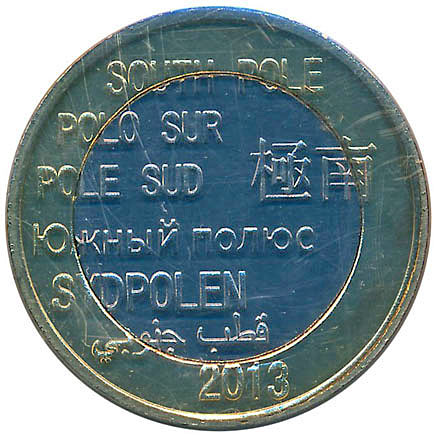 SOUTH POLE
POLO SUR
POLE SUD 極南
Южный полюс
SYDPOLEN
قطب جنوبي
2013